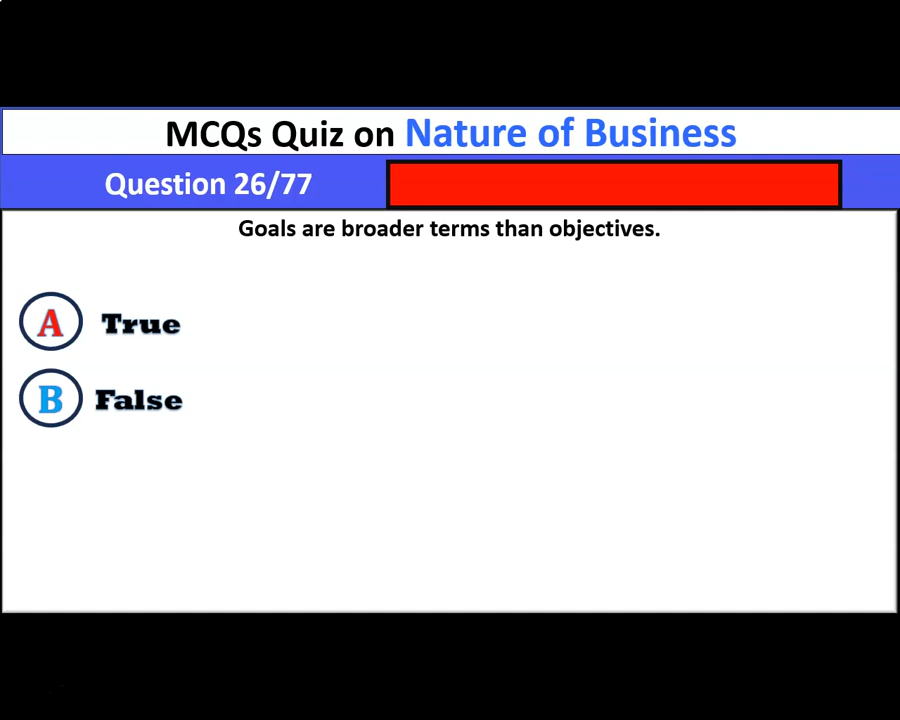 MCQs Quiz on Nature of Business
Question 26/77
Goals are broader terms than objectives.
A True
B False